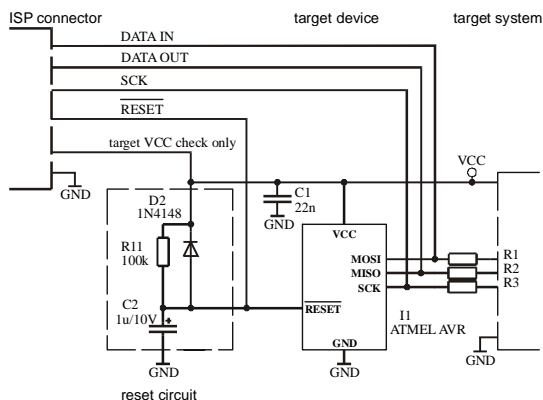 ISP connector
target device
target system
DATA IN
DATA OUT
SCK
RESET
target VCC check only
GND
VCC
D2
1N4148
C1
22n
GND
R11
100k
VCC
MOSI
MISO
SCK
R1
R2
R3
C2
1u/10V
+
RESET
I1
ATMEL AVR
GND
GND
GND
GND
reset circuit